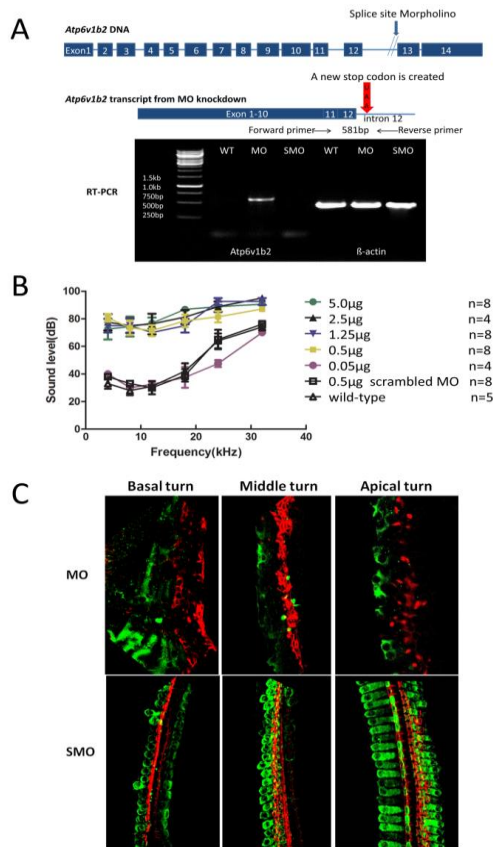 A
Splice site Morpholino
Atp6v1b2 DNA
Exon1 2 3 4 5 6 7 8 9 10 11 12 13 14
A new stop codon is created
Atp6v1b2 transcript from MO knockdown
Exon 1-10 11 12
intron 12
Forward primer 581bp Reverse primer
WT MO SMO WT MO SMO
RT-PCR
1.5kb
1.0kb
750bp
500bp
250bp
Atp6v1b2 ß-actin
B
Sound level(dB)
100
80
60
40
20
0
0 10 20 30 40
Frequency(kHz)
5.0µg n=8
2.5µg n=4
1.25µg n=8
0.5µg n=8
0.05µg n=4
0.5µg scrambled MO n=8
wild-type n=5
C
Basal turn Middle turn Apical turn
MO
SMO